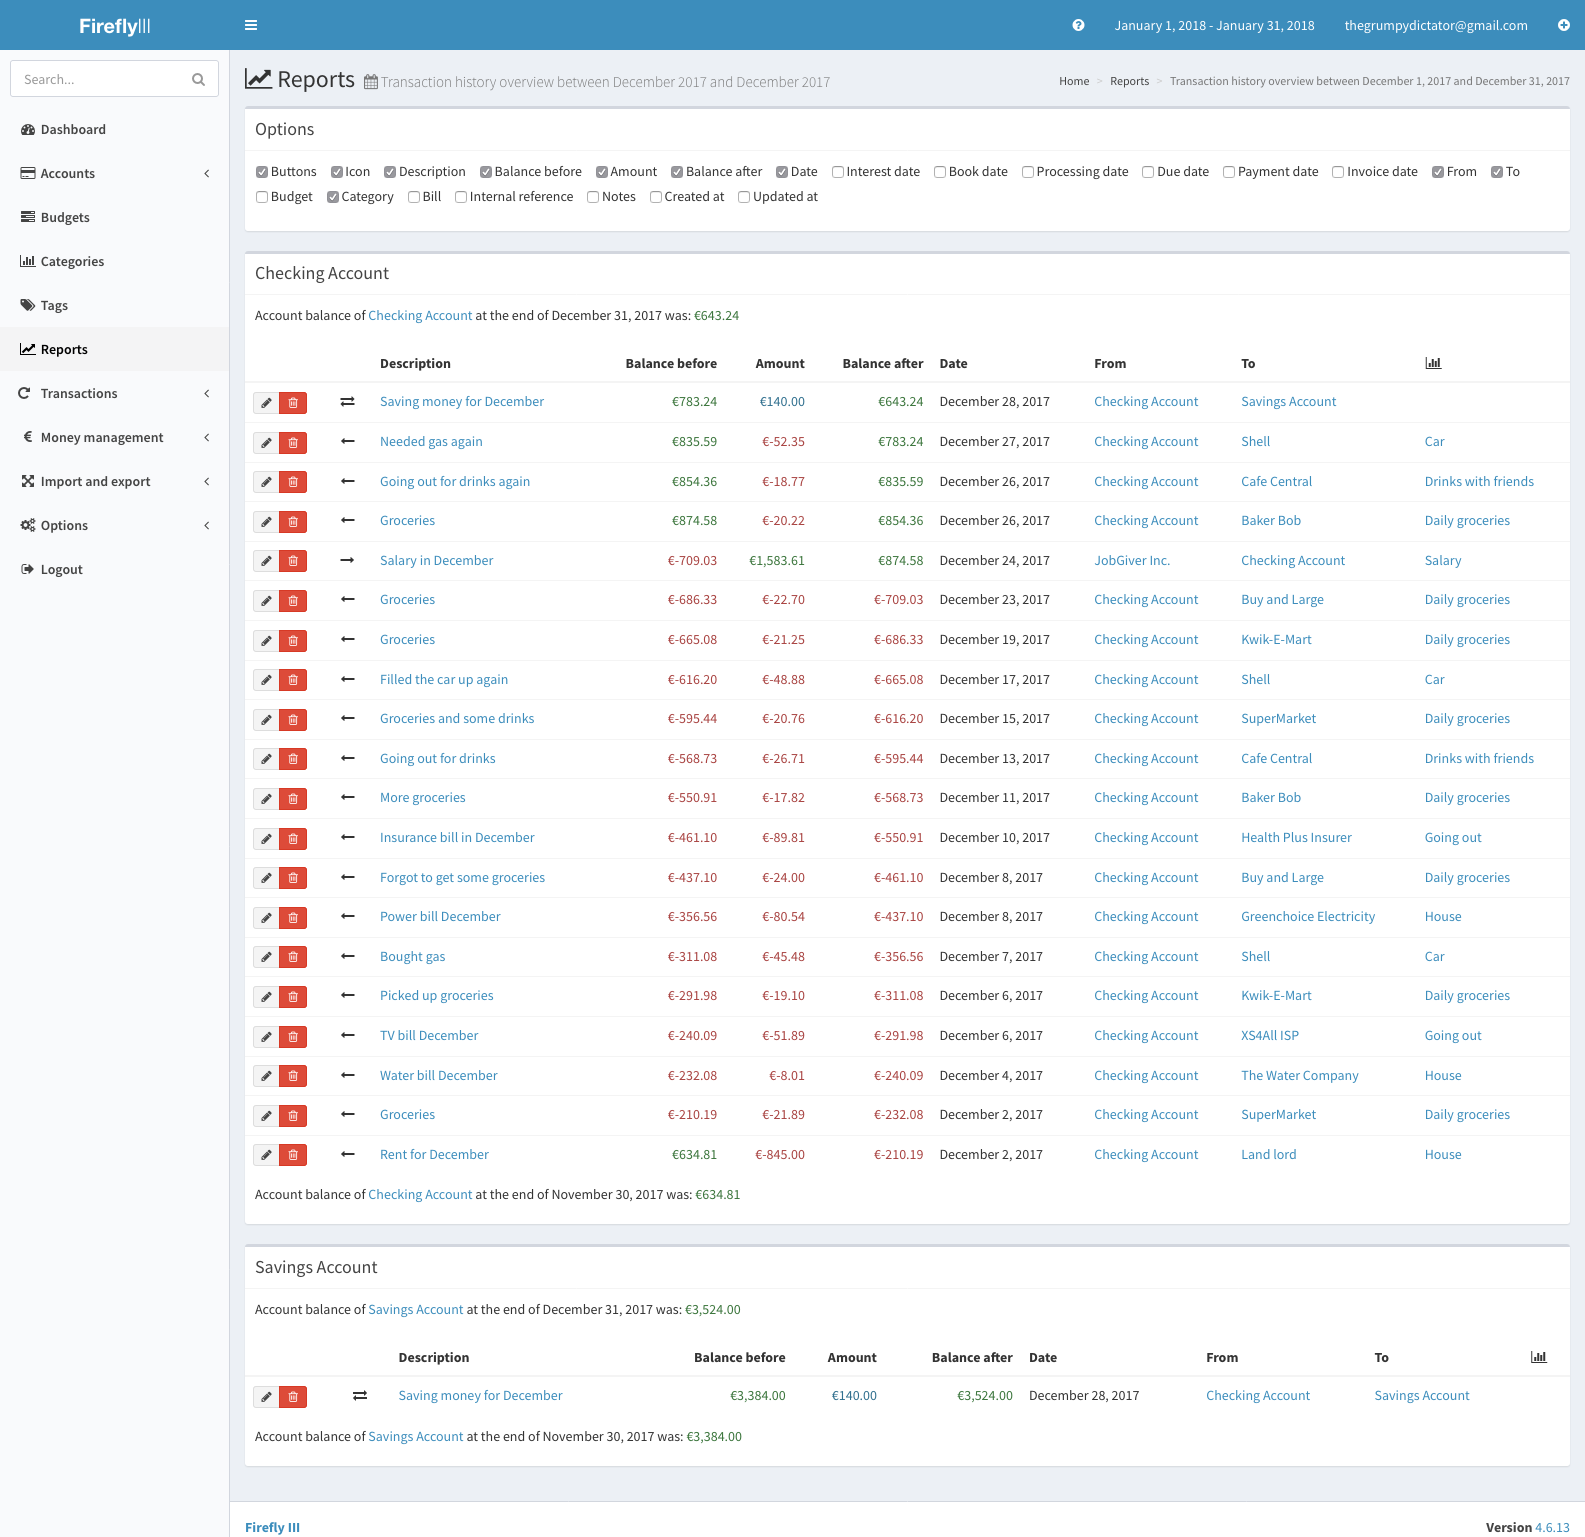 Firefly III
January 1, 2018 - January 31, 2018 thegrumpydictator@gmail.com
Search...
Dashboard
Accounts
Budgets
Categories
Tags
Reports
Transactions
€ Money management
Import and export
Options
Logout
Reports Transaction history overview between December 2017 and December 2017
Home > Reports > Transaction history overview between December 1, 2017 and December 31, 2017
Options
Buttons Icon Description Balance before Amount Balance after Date Interest date Book date Processing date Due date Payment date Invoice date From To
Budget Category Bill Internal reference Notes Created at Updated at
Checking Account
Account balance of Checking Account at the end of December 31, 2017 was: €643.24
Description Balance before Amount Balance after Date From To
Saving money for December €783.24 €140.00 €643.24 December 28, 2017 Checking Account Savings Account
Needed gas again €835.59 €-52.35 €783.24 December 27, 2017 Checking Account Shell Car
Going out for drinks again €854.36 €-18.77 €835.59 December 26, 2017 Checking Account Cafe Central Drinks with friends
Groceries €874.58 €-20.22 €854.36 December 26, 2017 Checking Account Baker Bob Daily groceries
Salary in December €-709.03 €1,583.61 €874.58 December 24, 2017 JobGiver Inc. Checking Account Salary
Groceries €-686.33 €-22.70 €-709.03 December 23, 2017 Checking Account Buy and Large Daily groceries
Groceries €-665.08 €-21.25 €-686.33 December 19, 2017 Checking Account Kwik-E-Mart Daily groceries
Filled the car up again €-616.20 €-48.88 €-665.08 December 17, 2017 Checking Account Shell Car
Groceries and some drinks €-595.44 €-20.76 €-616.20 December 15, 2017 Checking Account SuperMarket Daily groceries
Going out for drinks €-568.73 €-26.71 €-595.44 December 13, 2017 Checking Account Cafe Central Drinks with friends
More groceries €-550.91 €-17.82 €-568.73 December 11, 2017 Checking Account Baker Bob Daily groceries
Insurance bill in December €-461.10 €-89.81 €-550.91 December 10, 2017 Checking Account Health Plus Insurer Going out
Forgot to get some groceries €-437.10 €-24.00 €-461.10 December 8, 2017 Checking Account Buy and Large Daily groceries
Power bill December €-356.56 €-80.54 €-437.10 December 8, 2017 Checking Account Greenchoice Electricity House
Bought gas €-311.08 €-45.48 €-356.56 December 7, 2017 Checking Account Shell Car
Picked up groceries €-291.98 €-19.10 €-311.08 December 6, 2017 Checking Account Kwik-E-Mart Daily groceries
TV bill December €-240.09 €-51.89 €-291.98 December 6, 2017 Checking Account XS4All ISP Going out
Water bill December €-232.08 €-8.01 €-240.09 December 4, 2017 Checking Account The Water Company House
Groceries €-210.19 €-21.89 €-232.08 December 2, 2017 Checking Account SuperMarket Daily groceries
Rent for December €634.81 €-845.00 €-210.19 December 2, 2017 Checking Account Land lord House
Account balance of Checking Account at the end of November 30, 2017 was: €634.81
Savings Account
Account balance of Savings Account at the end of December 31, 2017 was: €3,524.00
Description Balance before Amount Balance after Date From To
Saving money for December €3,384.00 €140.00 €3,524.00 December 28, 2017 Checking Account Savings Account
Account balance of Savings Account at the end of November 30, 2017 was: €3,384.00
Firefly III Version 4.6.13